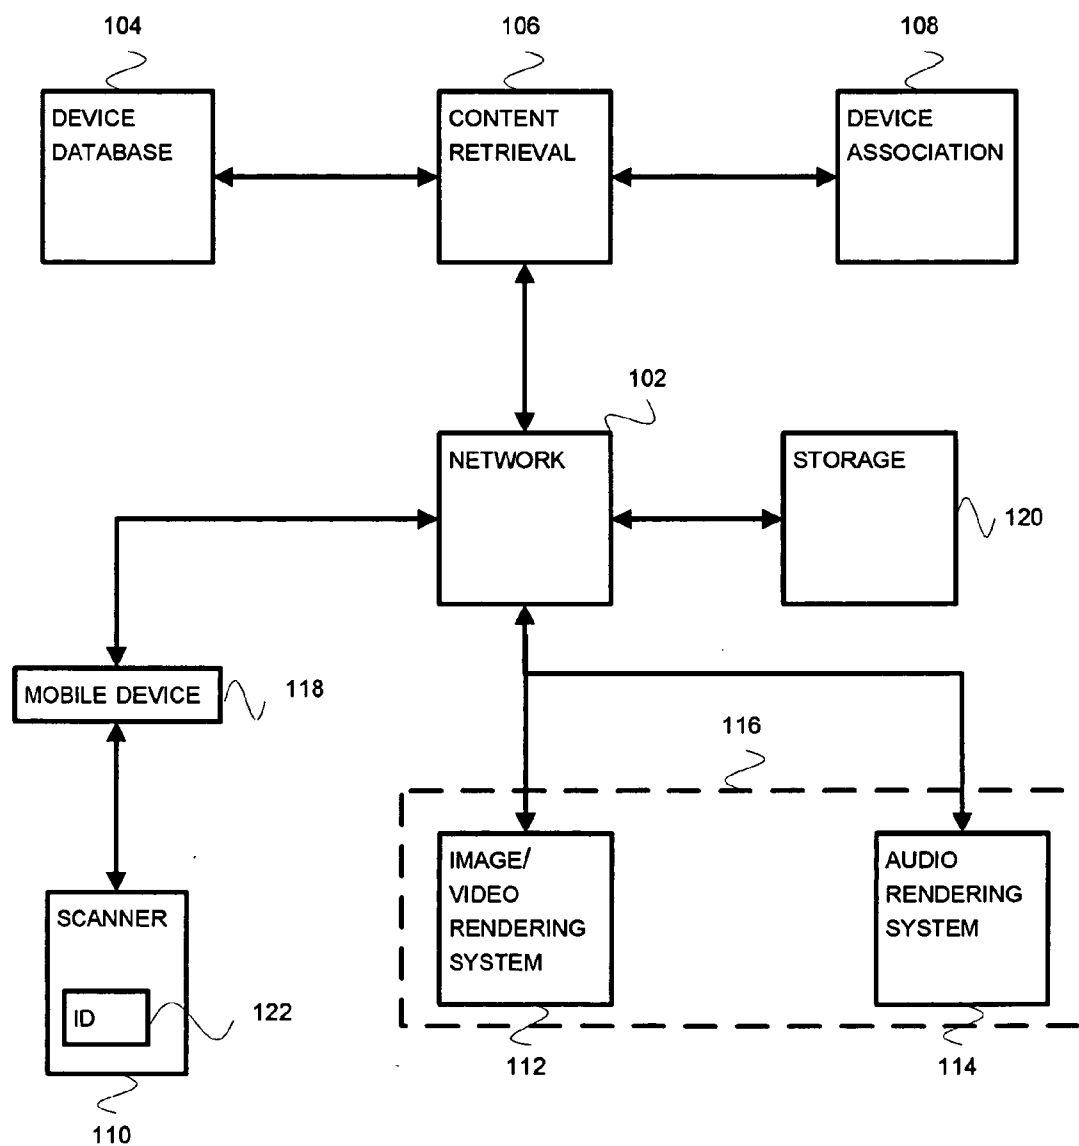 104
106
108
DEVICE
DATABASE
CONTENT
RETRIEVAL
DEVICE
ASSOCIATION
102
NETWORK
STORAGE
120
MOBILE DEVICE
118
116
IMAGE/
VIDEO
RENDERING
SYSTEM
AUDIO
RENDERING
SYSTEM
SCANNER
ID
122
112
114
110